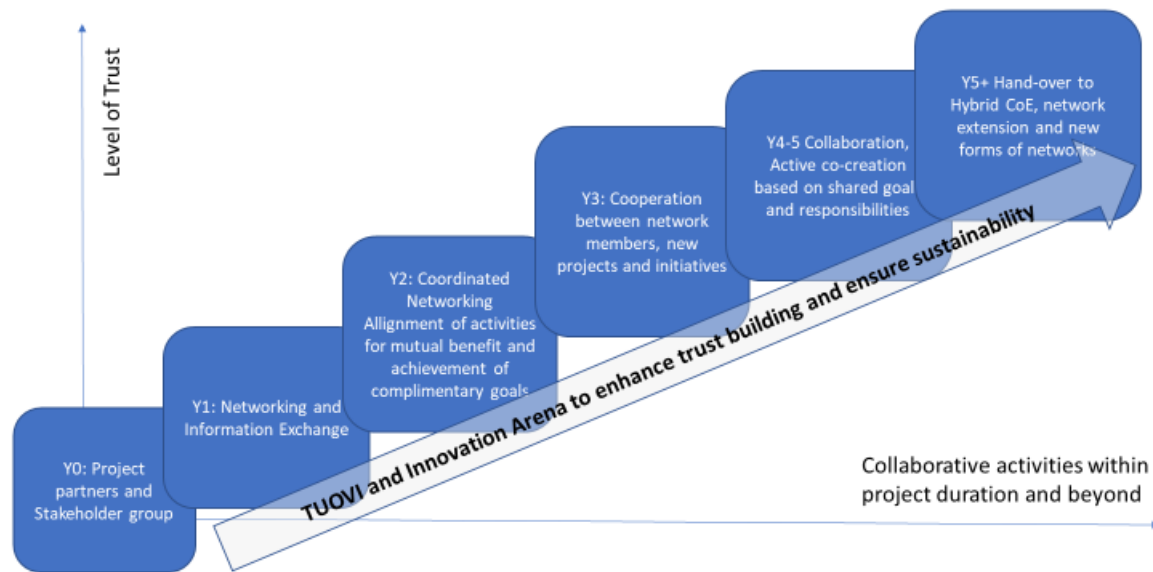 Level of Trust
Y0: Project
partners and
Stakeholder group
Y1: Networking and
Information Exchange
Y2: Coordinated
Networking
Allignment of activities
for mutual benefit and
achievement of
complimentary goals
Y3: Cooperation
between network
members, new
projects and initiatives
Y4-5 Collaboration,
Active co-creation
based on shared goal
and responsibilities
Y5+ Hand-over to
Hybrid CoE, network
extension and new
forms of networks
TUOVI and Innovation Arena to enhance trust building and ensure sustainability
Collaborative activities within
project duration and beyond